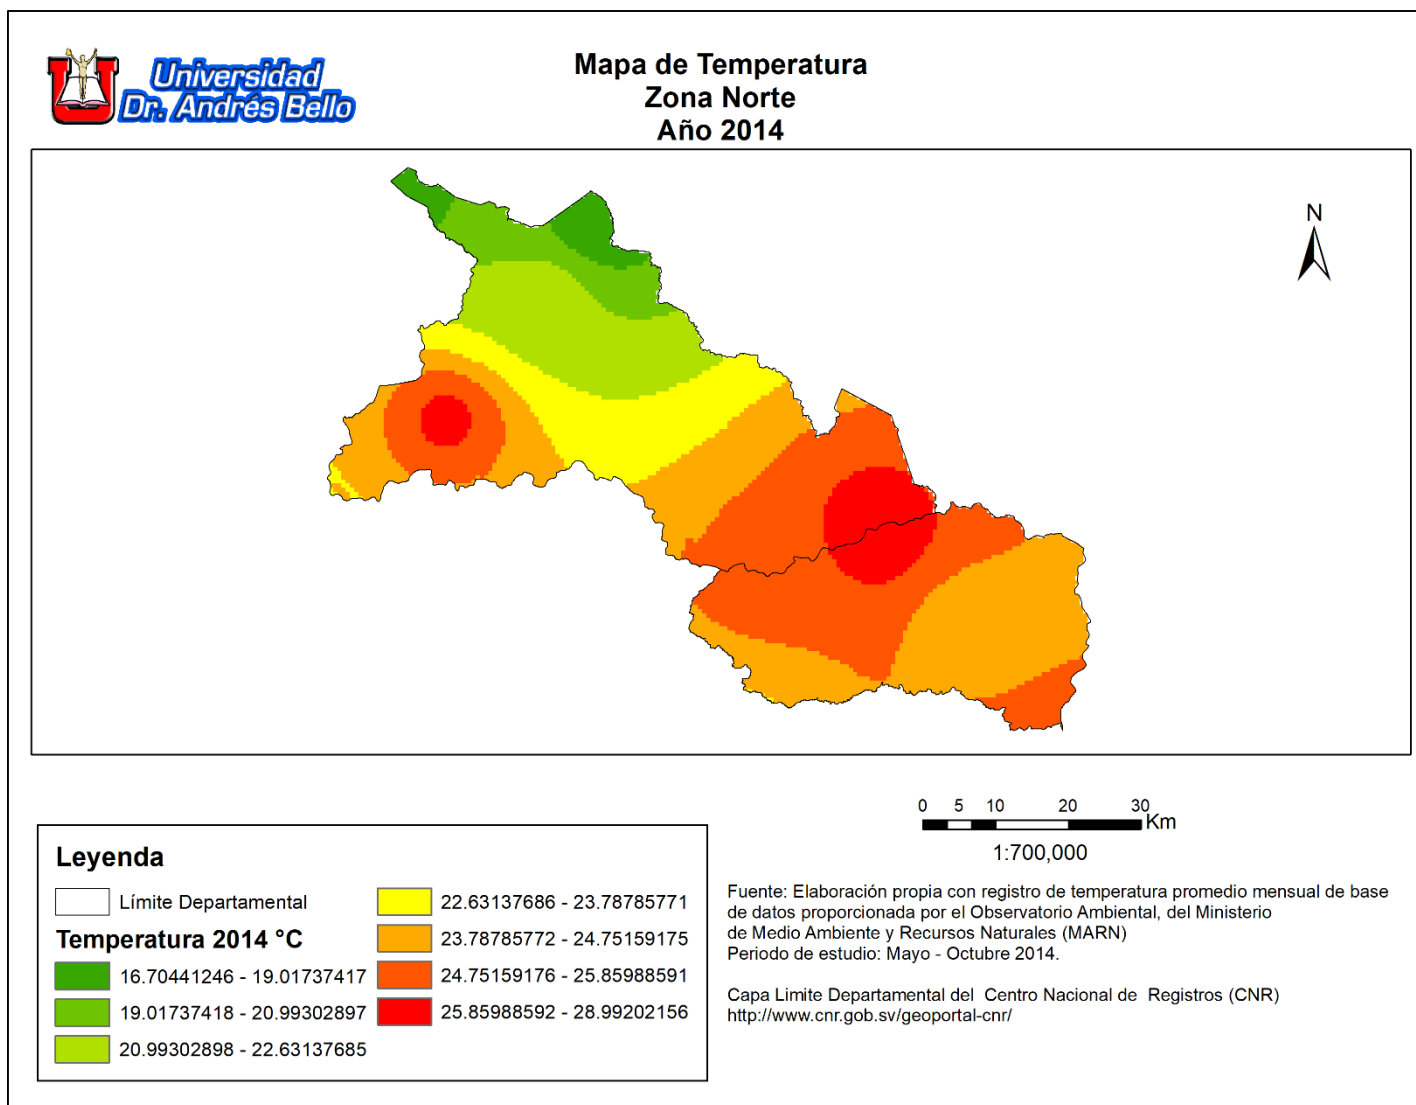 Universidad
Dr. Andrés Bello
Mapa de Temperatura
Zona Norte
Año 2014
N
0 5 10 20 30
Km
1:700,000
Leyenda
Límite Departamental
Temperatura 2014 °C
16.70441246 - 19.01737417
19.01737418 - 20.99302897
20.99302898 - 22.63137685
22.63137686 - 23.78785771
23.78785772 - 24.75159175
24.75159176 - 25.85988591
25.85988592 - 28.99202156
Fuente: Elaboración propia con registro de temperatura promedio mensual de base
de datos proporcionada por el Observatorio Ambiental, del Ministerio
de Medio Ambiente y Recursos Naturales (MARN)
Periodo de estudio: Mayo - Octubre 2014.
Capa Limite Departamental del Centro Nacional de Registros (CNR)
http://www.cnr.gob.sv/geoportal-cnr/